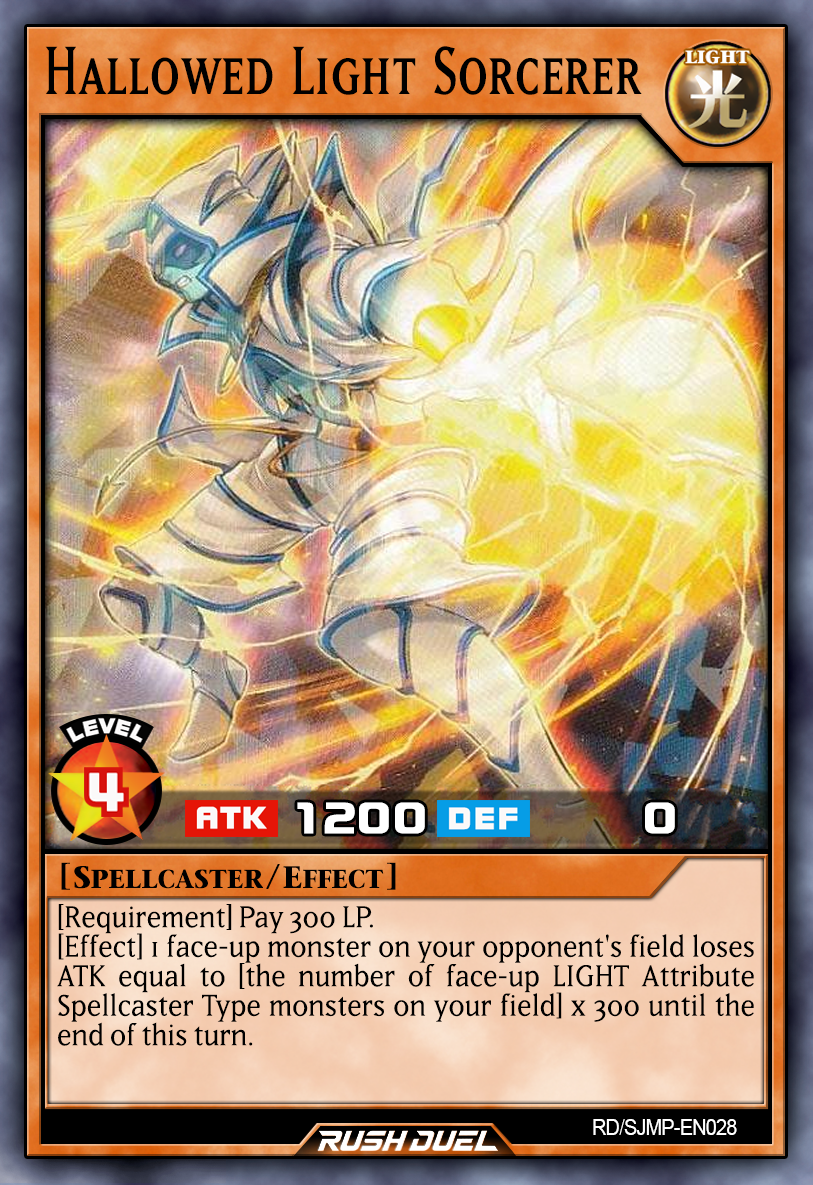 HALLOWED LIGHT SORCERER
LIGHT
光
LEVEL
4
ATK 1200 DEF 0
[SPELLCASTER/EFFECT]
[Requirement] Pay 300 LP.
[Effect] 1 face-up monster on your opponent's field loses
ATK equal to [the number of face-up LIGHT Attribute
Spellcaster Type monsters on your field] x 300 until the
end of this turn.
RUSH DUEL
RD/SJMP-EN028